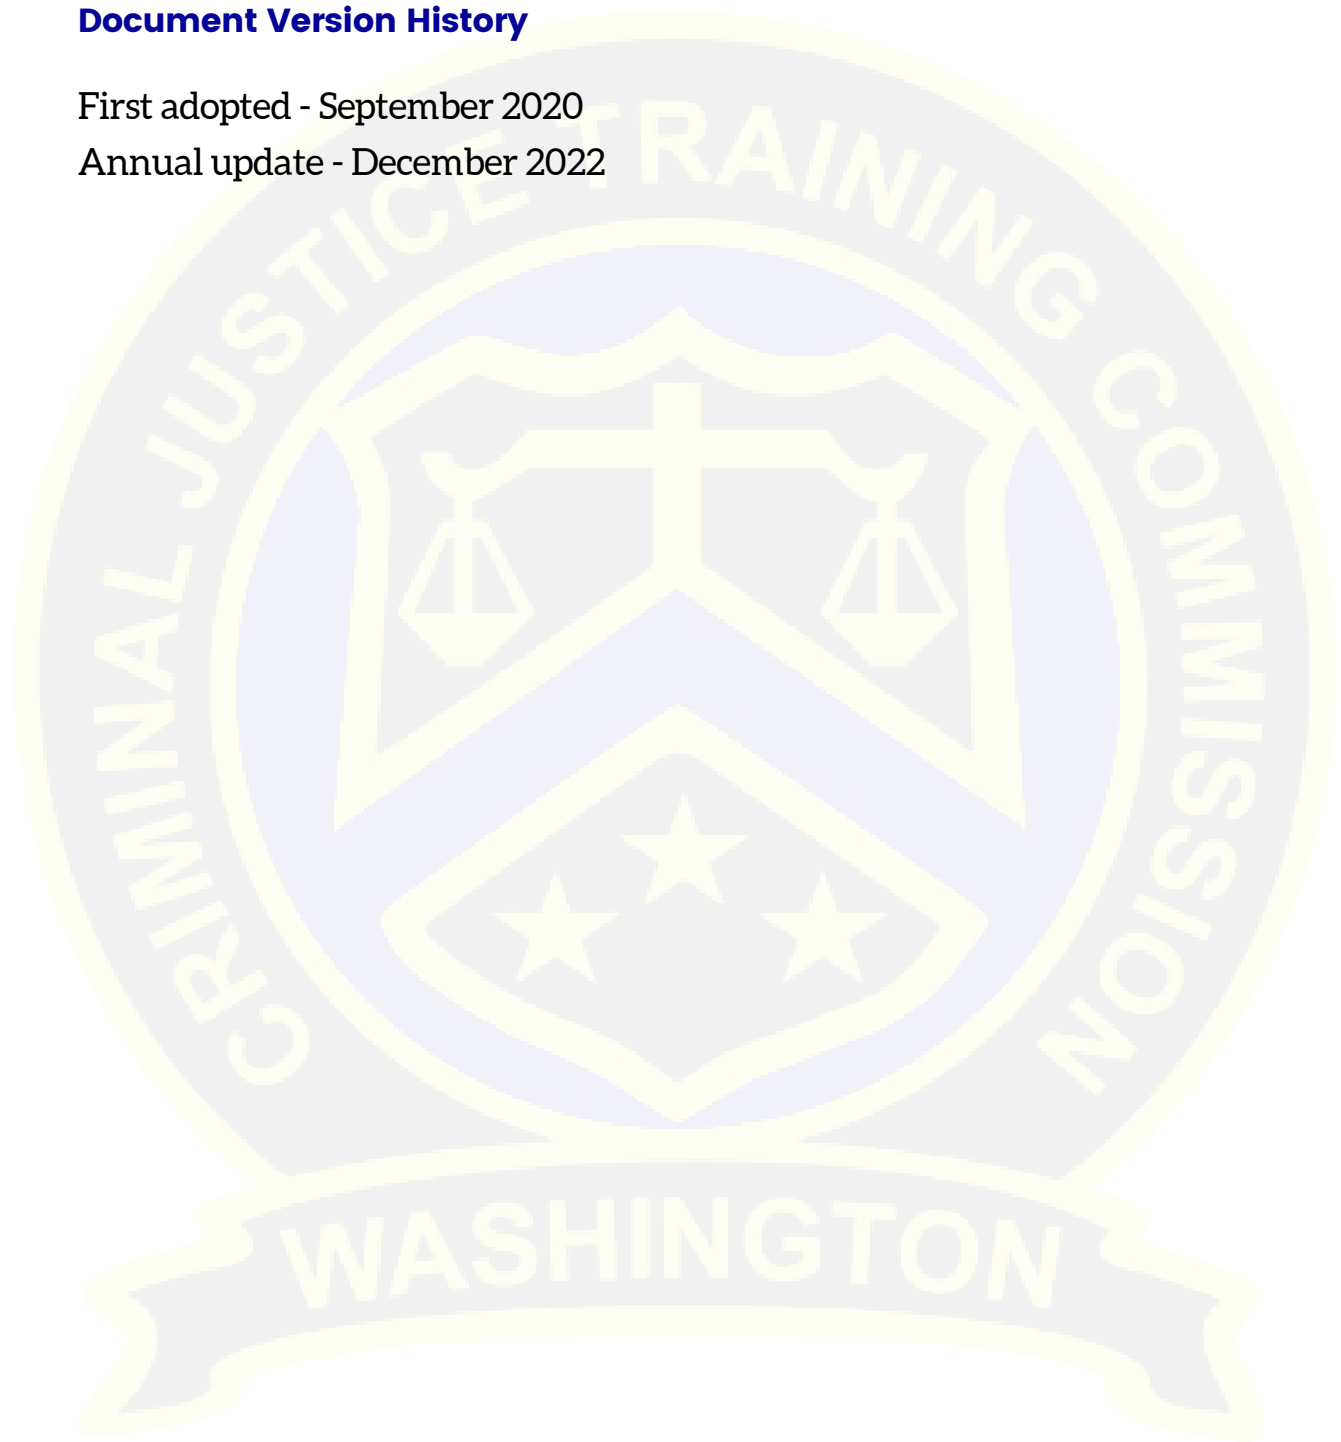 Document Version History
First adopted - September 2020
Annual update - December 2022
CRIMINAL JUSTICE TRAINING COMMISSION
WASHINGTON